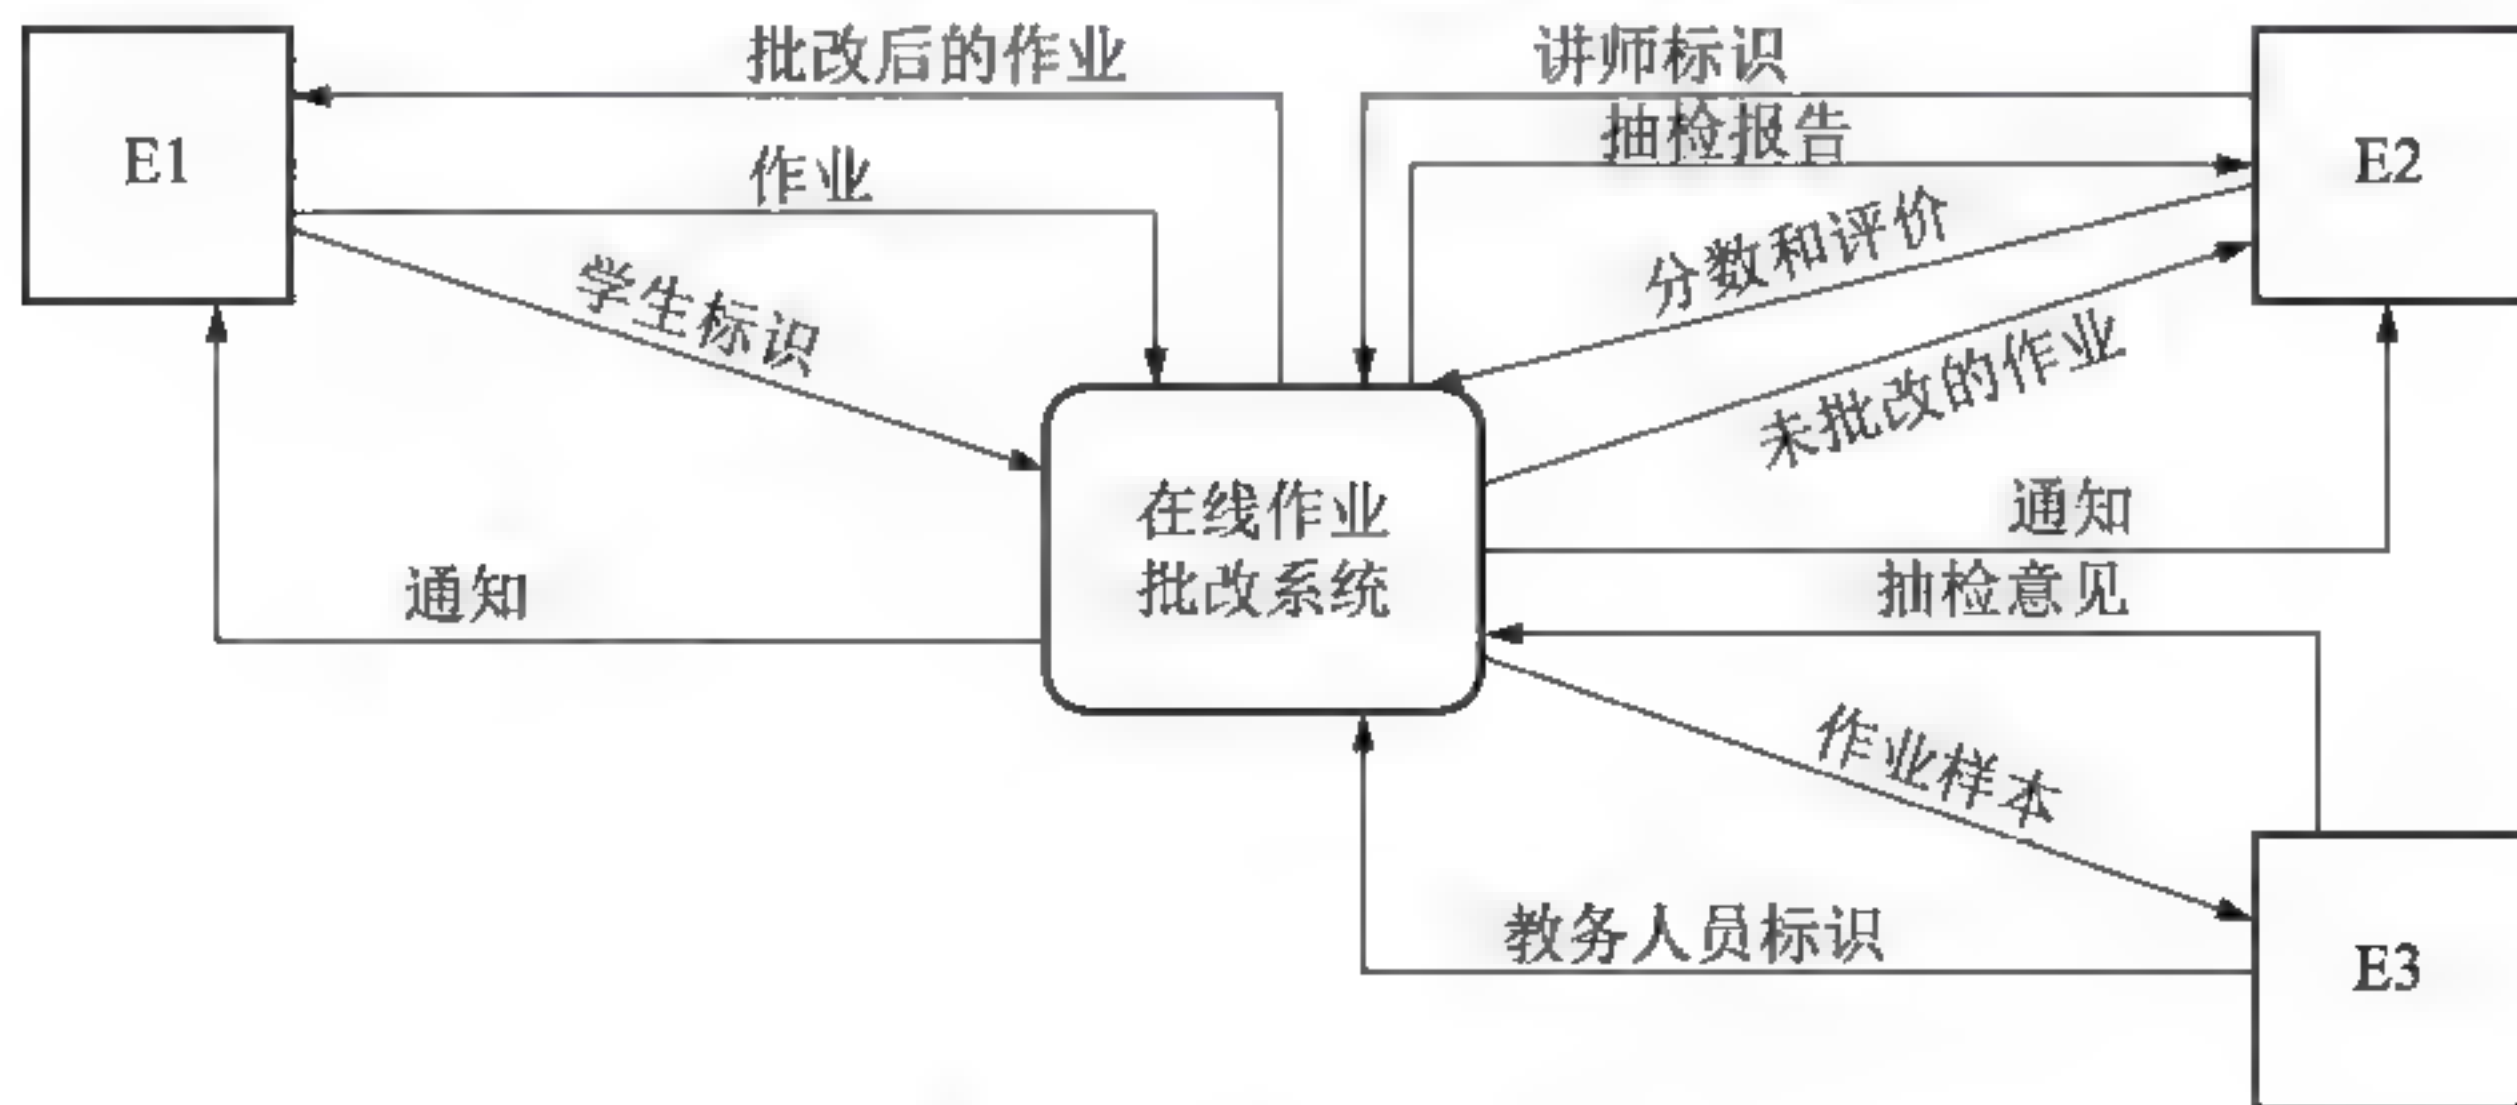 批改后的作业
讲师标识
抽检报告
E1
作业
E2
分数和评价
学生标识
未批改的作业
在线作业
批改系统
通知
通知
抽检意见
作业样本
教务人员标识
E3